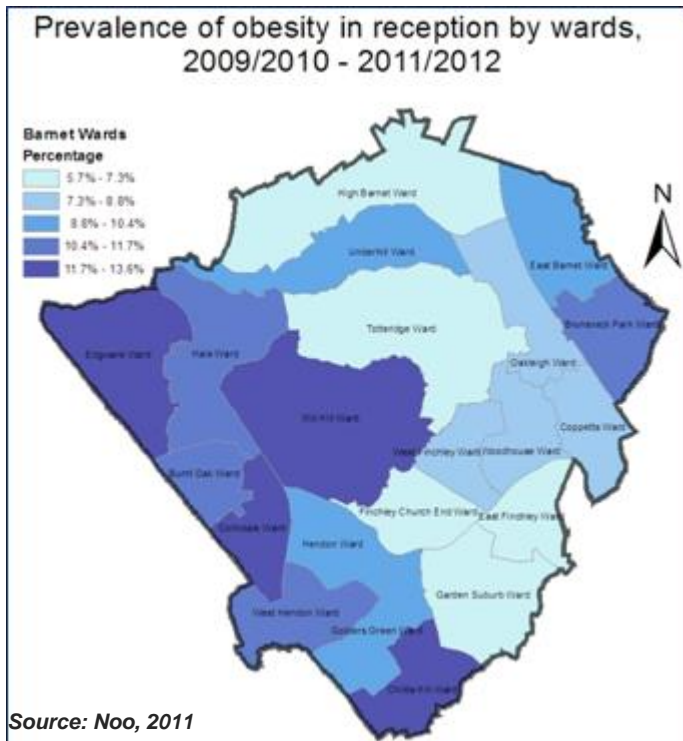 Prevalence of obesity in reception by wards,
2009/2010 - 2011/2012
Barnet Wards
Percentage
5.7% - 7.3%
7.3% - 8.8%
8.8% - 10.4%
10.4% - 11.7%
11.7% - 13.6%
N
High Barnet Ward
Underhill Ward
East Barnet Ward
Totteridge Ward
Brunswick Park Ward
Edgware Ward
Hale Ward
Oakleigh Ward
Mill Hill Ward
Coppetts Ward
West Finchley Ward
Woodhouse Ward
Burnt Oak Ward
Finchley Church End Ward
East Finchley Ward
Colindale Ward
Hendon Ward
Garden Suburb Ward
West Hendon Ward
Golders Green Ward
Childs Hill Ward
Source: Noo, 2011